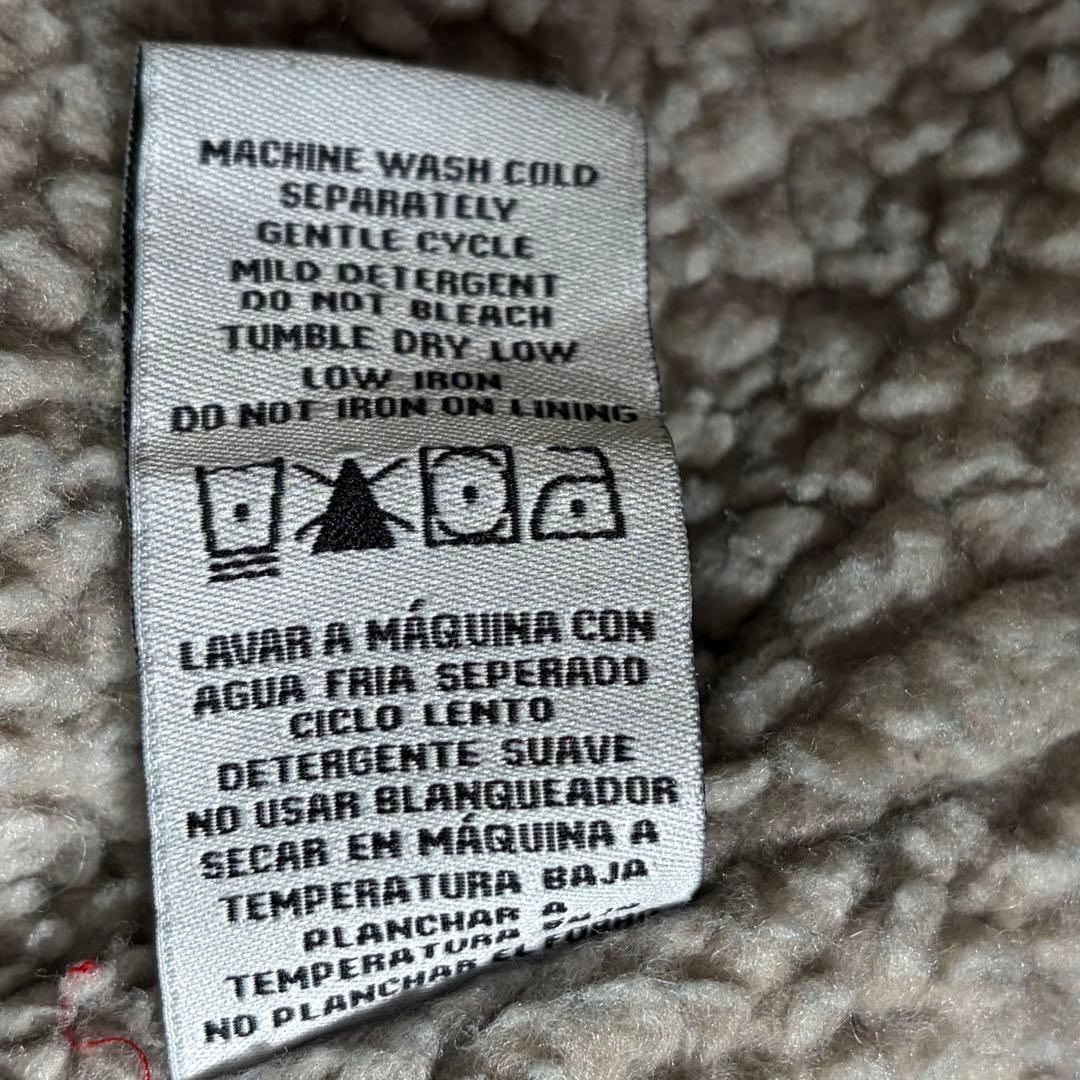 MACHINE WASH COLD
SEPARATELY
GENTLE CYCLE
MILD DETERGENT
DO NOT BLEACH
TUMBLE DRY LOW
LOW IRON
DO NOT IRON ON LINING
LAVAR A MÁQUINA CON
AGUA FRIA SEPERADO
CICLO LENTO
DETERGENTE SUAVE
NO USAR BLANQUEADOR
SECAR EN MÁQUINA A
TEMPERATURA BAJA
PLANCHAR A
TEMPERATURA
NO PLANCHAR EL